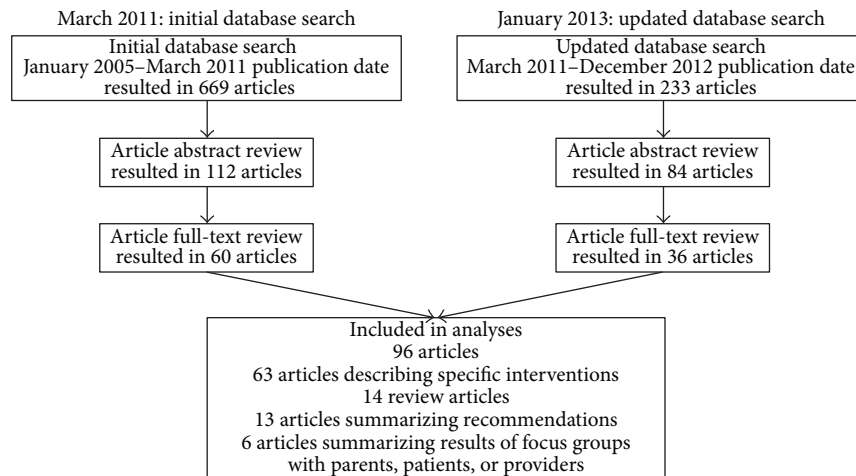 March 2011: initial database search
January 2013: updated database search
Initial database search
January 2005–March 2011 publication date
resulted in 669 articles
Updated database search
March 2011–December 2012 publication date
resulted in 233 articles
Article abstract review
resulted in 112 articles
Article abstract review
resulted in 84 articles
Article full-text review
resulted in 60 articles
Article full-text review
resulted in 36 articles
Included in analyses
96 articles
63 articles describing specific interventions
14 review articles
13 articles summarizing recommendations
6 articles summarizing results of focus groups
with parents, patients, or providers